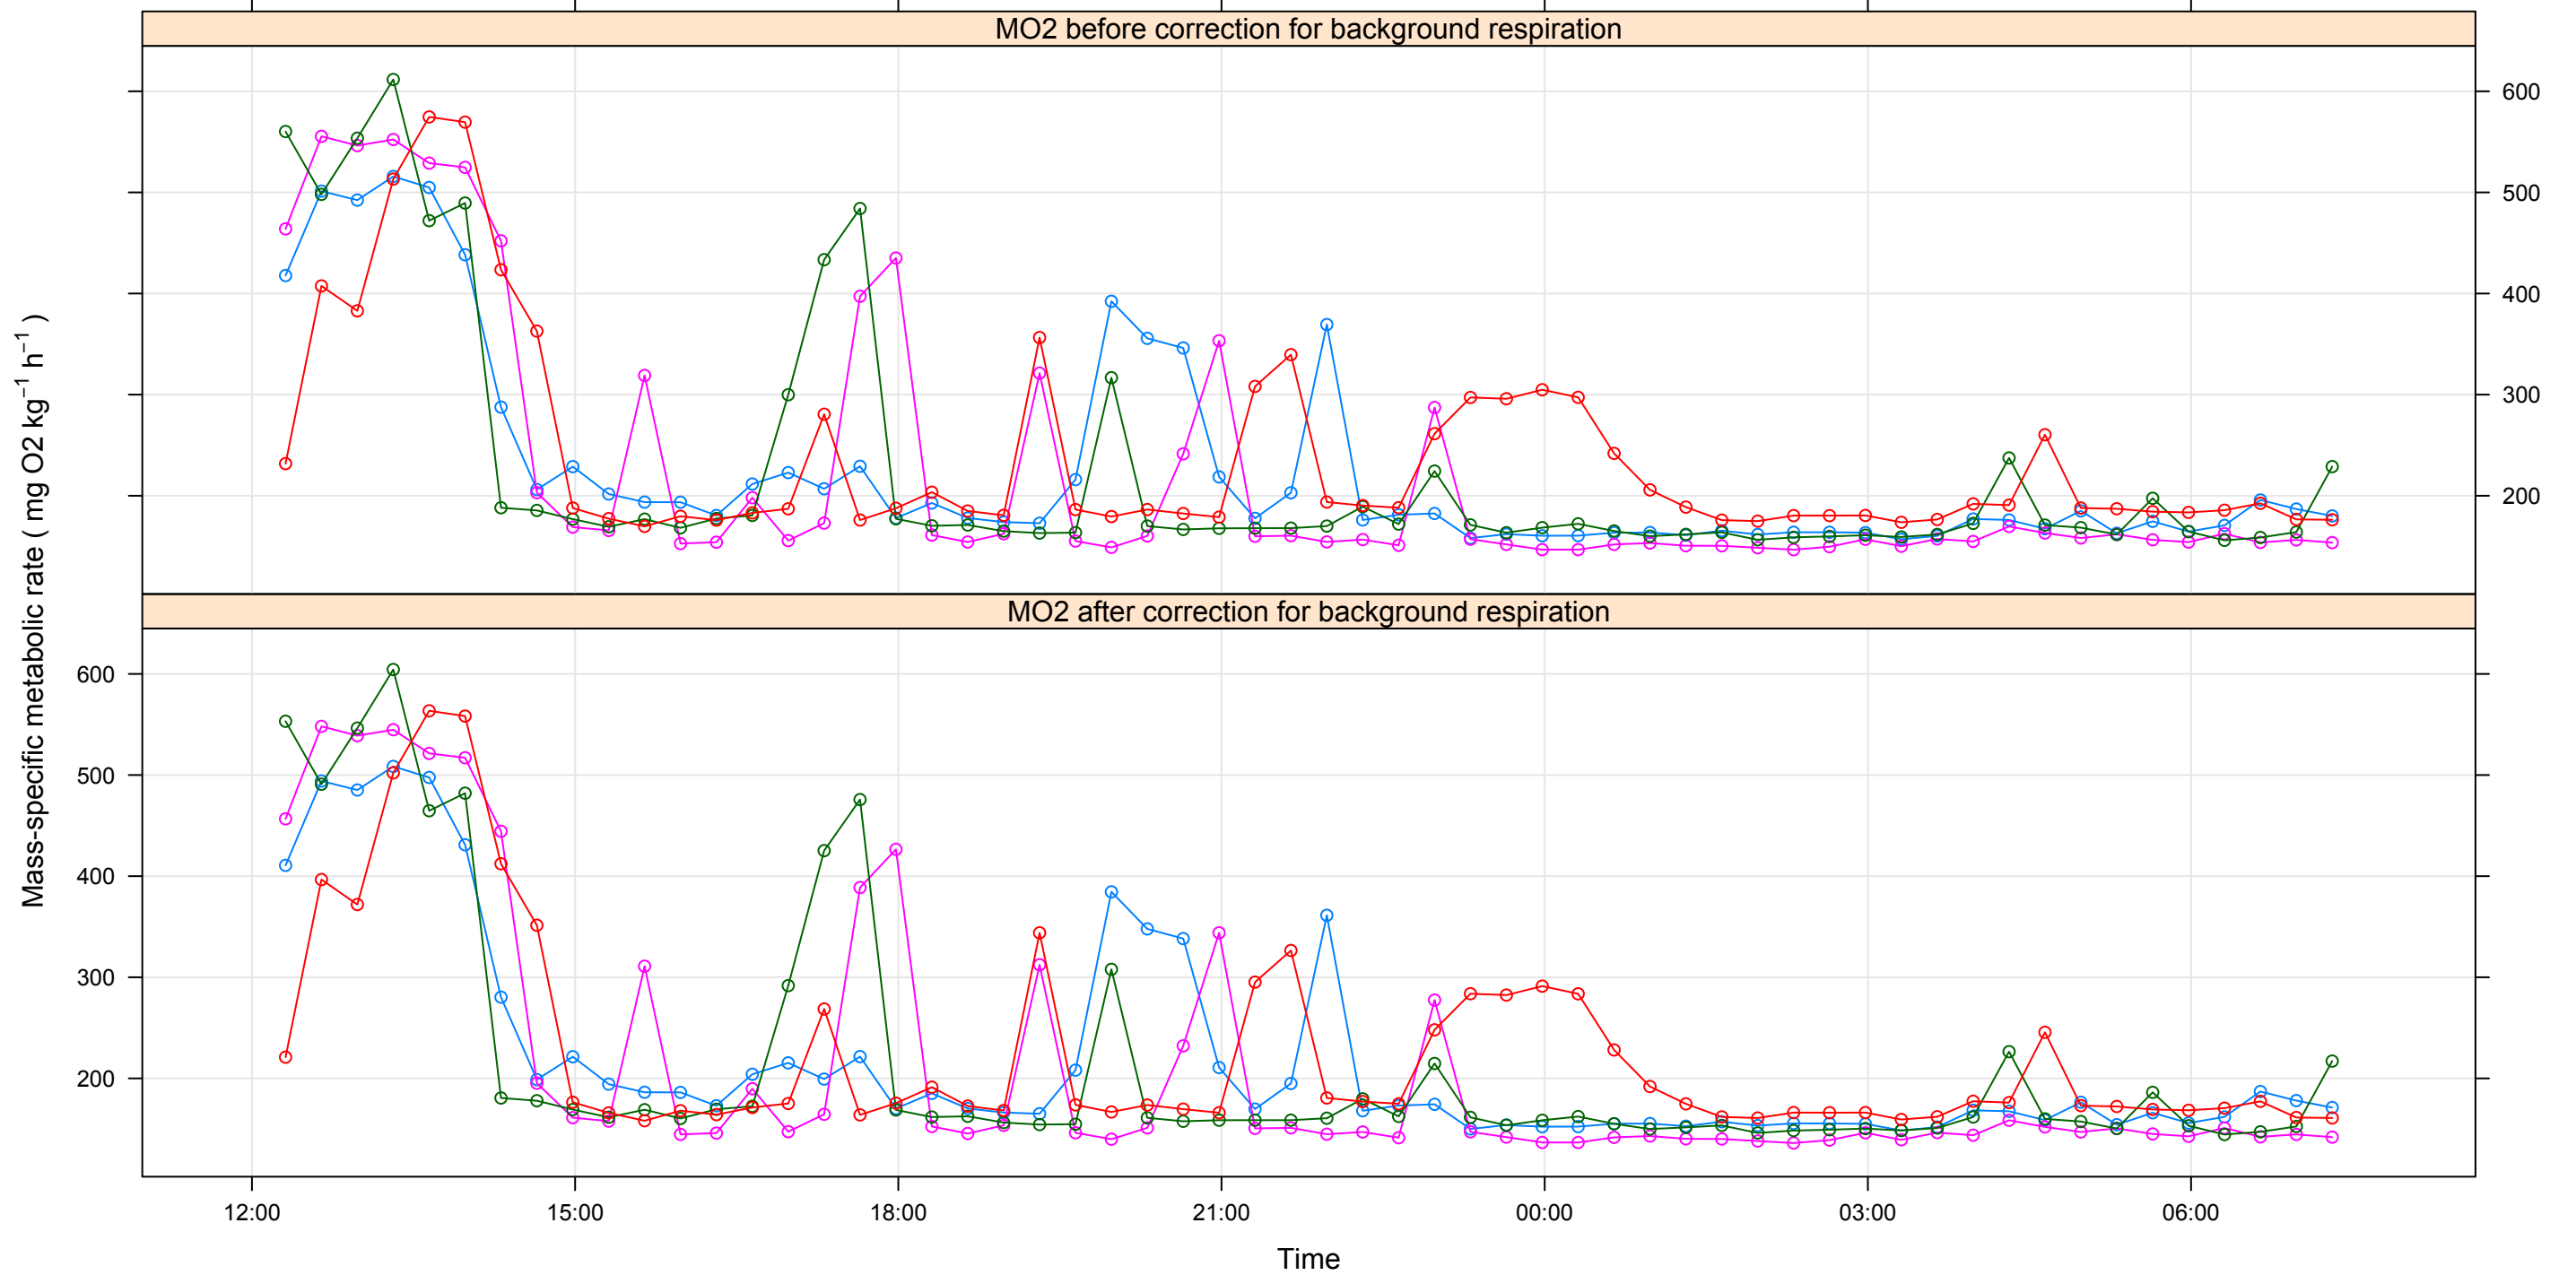 MO2 before correction for background respiration
600
500
400
300
200
Mass-specific metabolic rate ( mg O2 kg⁻¹ h⁻¹ )
MO2 after correction for background respiration
600
500
400
300
200
12:00 15:00 18:00 21:00 00:00 03:00 06:00
Time